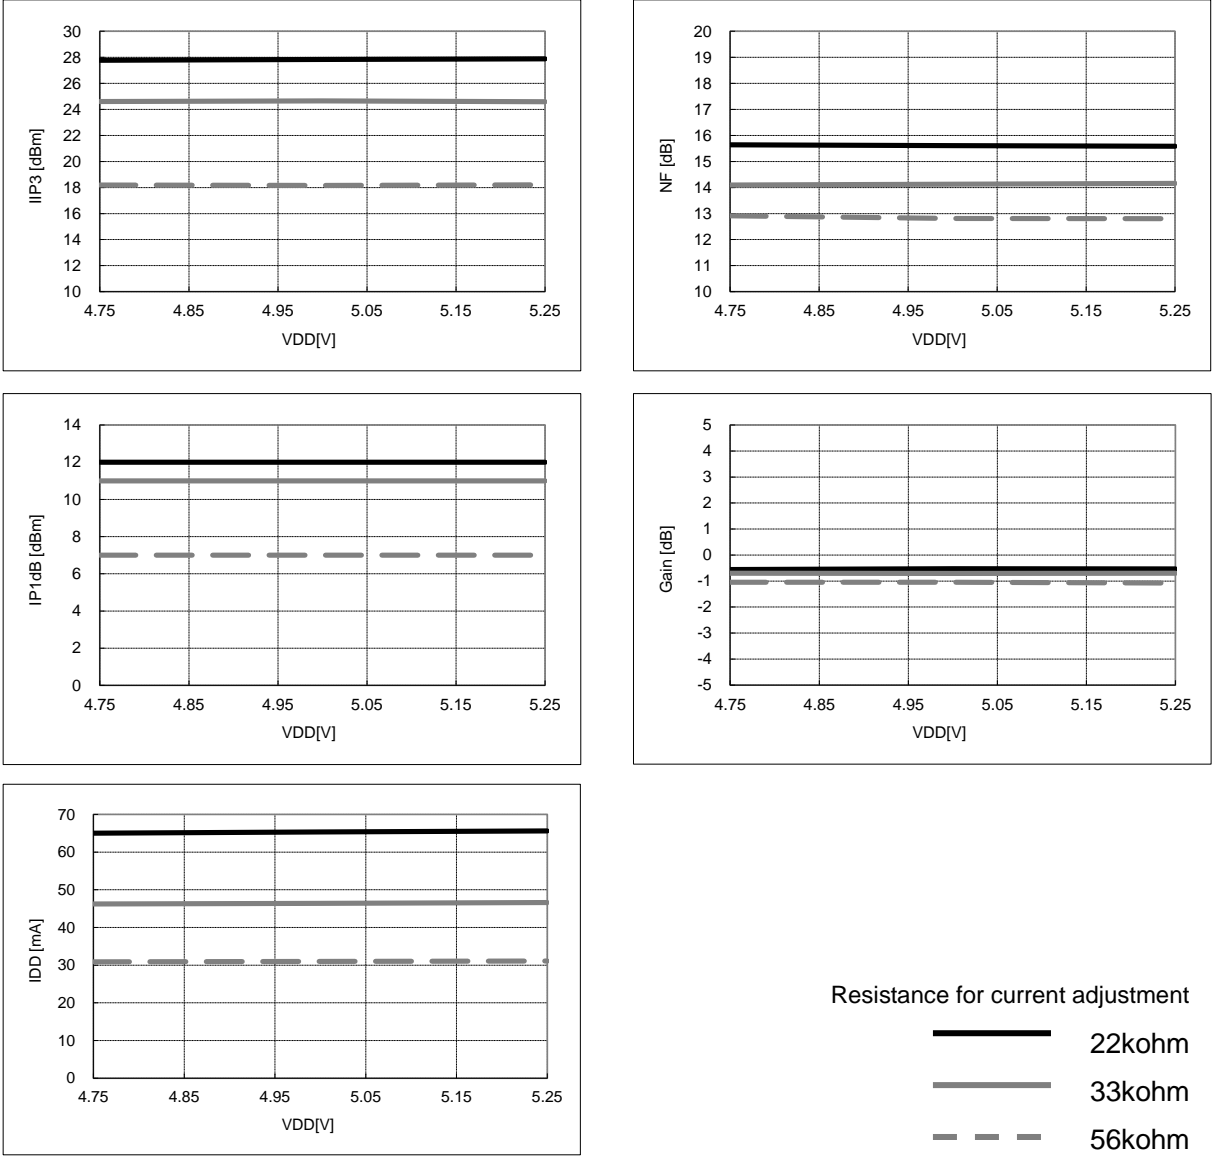 IIP3 [dBm]
30
28
26
24
22
20
18
16
14
12
10
4.75 4.85 4.95 5.05 5.15 5.25
VDD[V]
NF [dB]
20
19
18
17
16
15
14
13
12
11
10
4.75 4.85 4.95 5.05 5.15 5.25
VDD[V]
IP1dB [dBm]
14
12
10
8
6
4
2
0
4.75 4.85 4.95 5.05 5.15 5.25
VDD[V]
Gain [dB]
5
4
3
2
1
0
-1
-2
-3
-4
-5
4.75 4.85 4.95 5.05 5.15 5.25
VDD[V]
IDD [mA]
70
60
50
40
30
20
10
0
4.75 4.85 4.95 5.05 5.15 5.25
VDD[V]
Resistance for current adjustment
22kohm
33kohm
56kohm